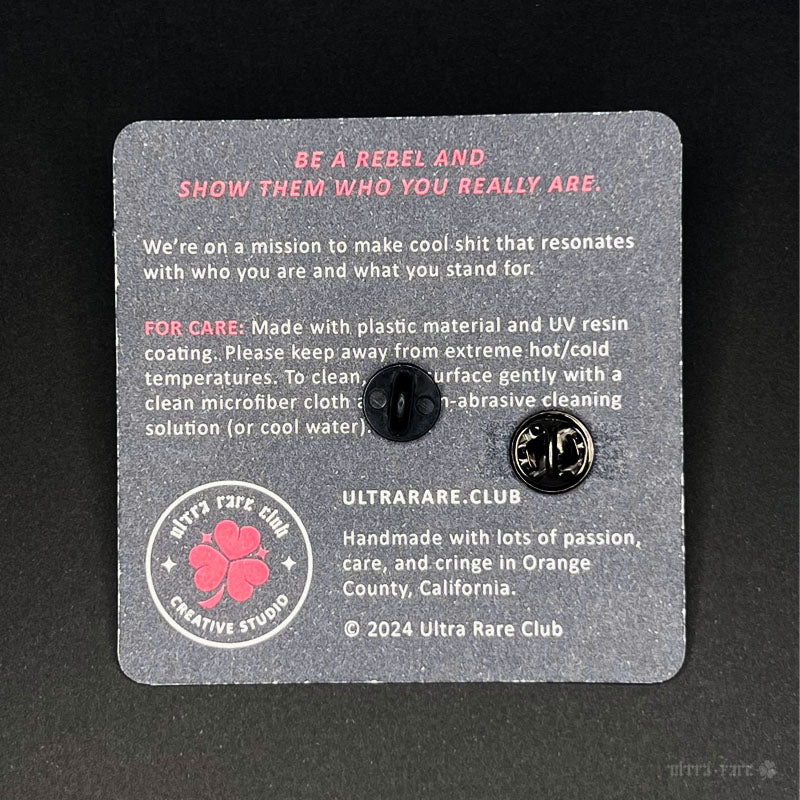 BE A REBEL AND
SHOW THEM WHO YOU REALLY ARE.
We're on a mission to make cool shit that resonates
with who you are and what you stand for.
FOR CARE: Made with plastic material and UV resin
coating. Please keep away from extreme hot/cold
temperatures. To clean, urface gently with a
clean microfiber cloth a n-abrasive cleaning
solution (or cool water)
ultra rare club
CREATIVE STUDIO
ULTRARARE.CLUB
Handmade with lots of passion,
care, and cringe in Orange
County, California.
© 2024 Ultra Rare Club
ultra-rare